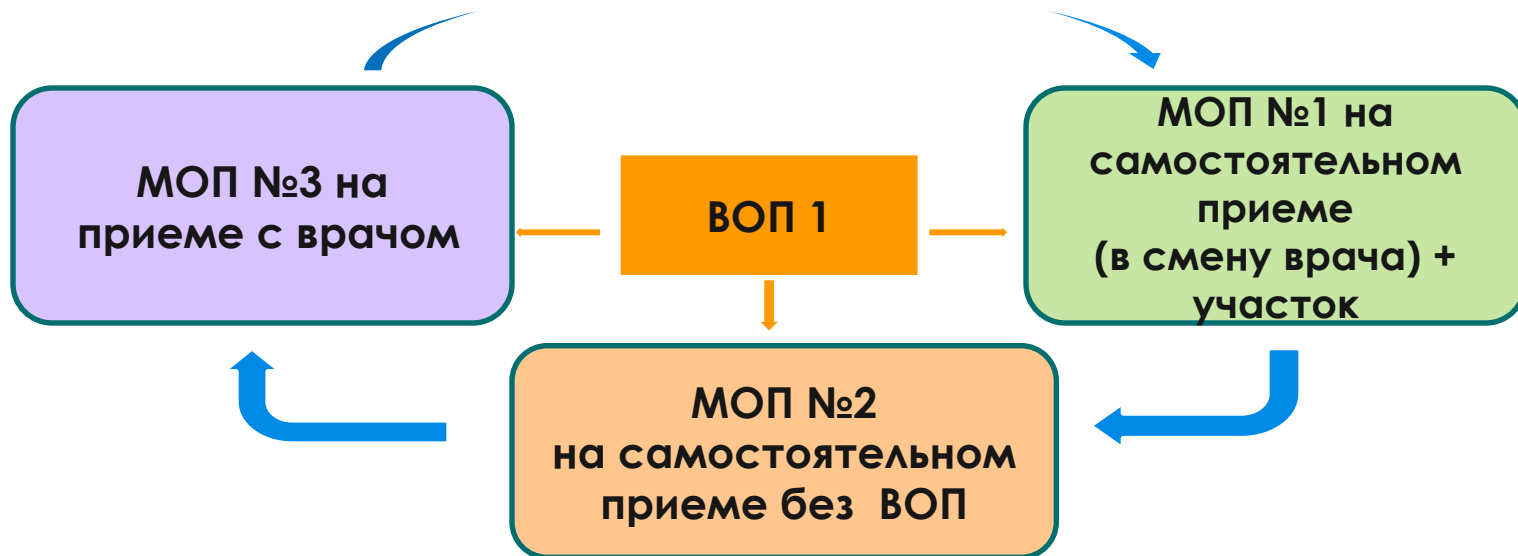 МОП №3 на
приеме с врачом
ВОП 1
МОП №1 на
самостоятельном
приеме
(в смену врача) +
участок
МОП №2
на самостоятельном
приеме без ВОП